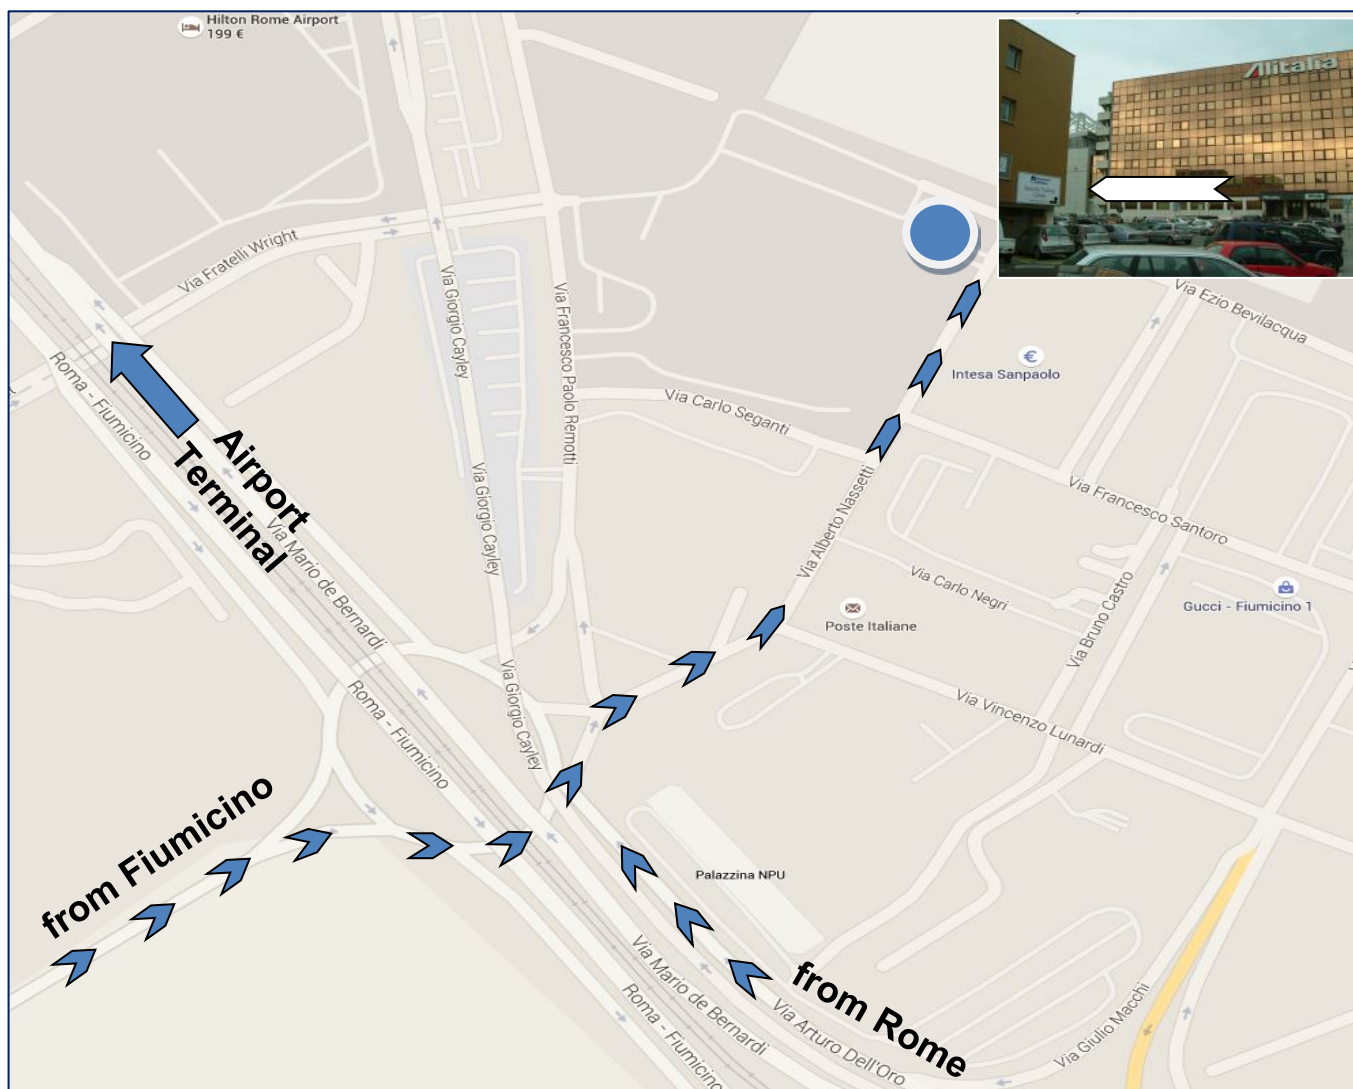 Hilton Rome Airport
199 €
Alitalia
Via Fratelli Wright
Via Giorgio Cayley
Via Francesco Paolo Remotti
Via Ezio Bevilacqua
Intesa Sanpaolo
Roma - Fiumicino
Airport
Terminal
Via Carlo Seganti
Via Giorgio Cayley
Via Alberto Nassetti
Via Francesco Santoro
Via Mario de Bernardi
Via Carlo Negri
Via Bruno Castro
Gucci - Fiumicino 1
Poste Italiane
Roma - Fiumicino
Via Giorgio Cayley
Via Vincenzo Lunardi
from Fiumicino
Palazzina NPU
from Rome
Via Mario de Bernardi
Roma - Fiumicino
Via Arturo Dell'Oro
Via Giulio Macchi